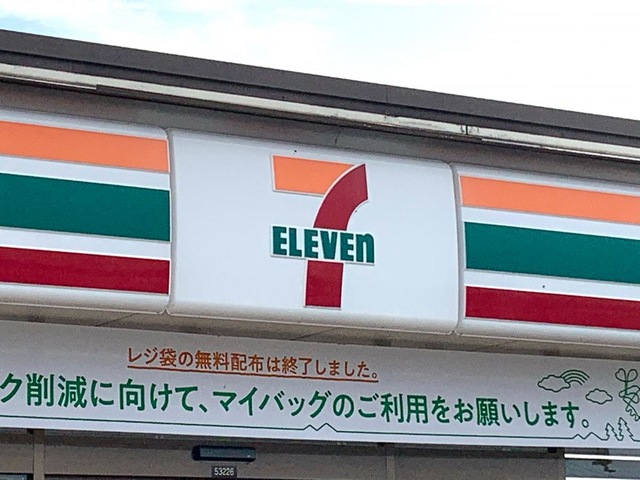 7
ELEVEn
レジ袋の無料配布は終了しました。
ク削減に向けて、マイバッグのご利用をお願いします。
53226